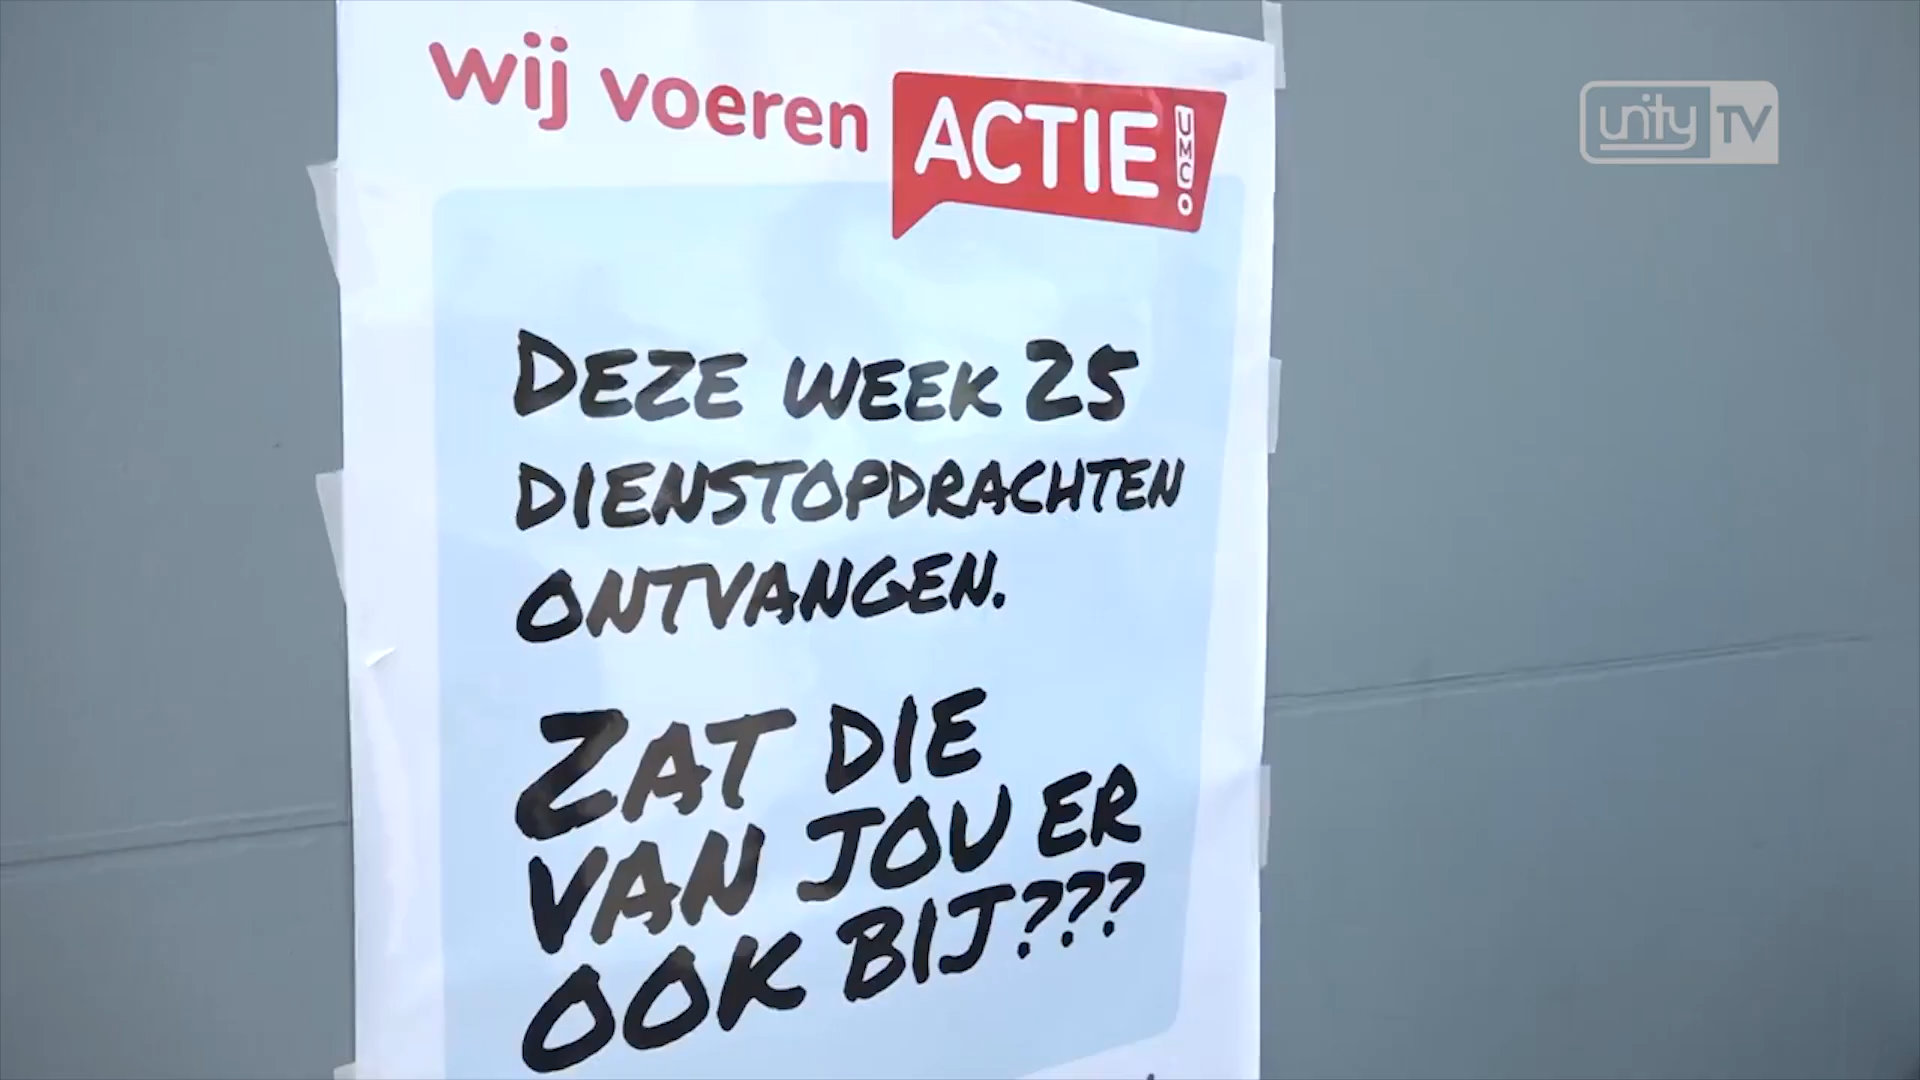 wij voeren ACTIE!
UMC
unity TV
DEZE WEEK 25
DIENSTOPDRACHTEN
ONTVANGEN.
ZAT DIE
VAN JOU ER
OOK BIJ???